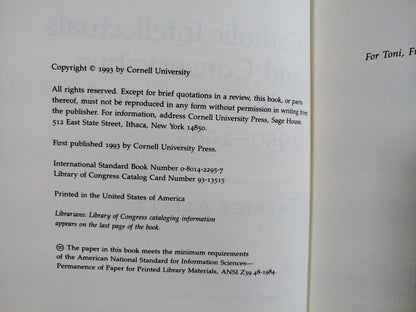 Copyright © 1993 by Cornell University
All rights reserved. Except for brief quotations in a review, this book, or parts
thereof, must not be reproduced in any form without permission in writing from
the publisher. For information, address Cornell University Press, Sage House,
512 East State Street, Ithaca, New York 14850.
First published 1993 by Cornell University Press.
International Standard Book Number 0-8014-2295-7
Library of Congress Catalog Card Number 93-13515
Printed in the United States of America
Librarians: Library of Congress cataloging information
appears on the last page of the book.
♾ The paper in this book meets the minimum requirements
of the American National Standard for Information Sciences—
Permanence of Paper for Printed Library Materials, ANSI Z39.48-1984.
For Toni,